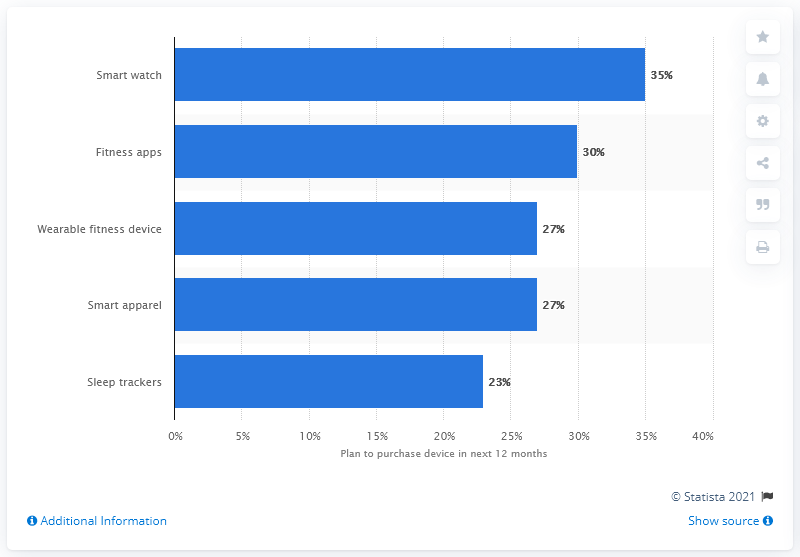 Smart watch
35%
Fitness apps
30%
Wearable fitness device
27%
Smart apparel
27%
Sleep trackers
23%
0% 5% 10% 15% 20% 25% 30% 35% 40%
Plan to purchase device in next 12 months
© Statista 2021
Additional Information
Show source